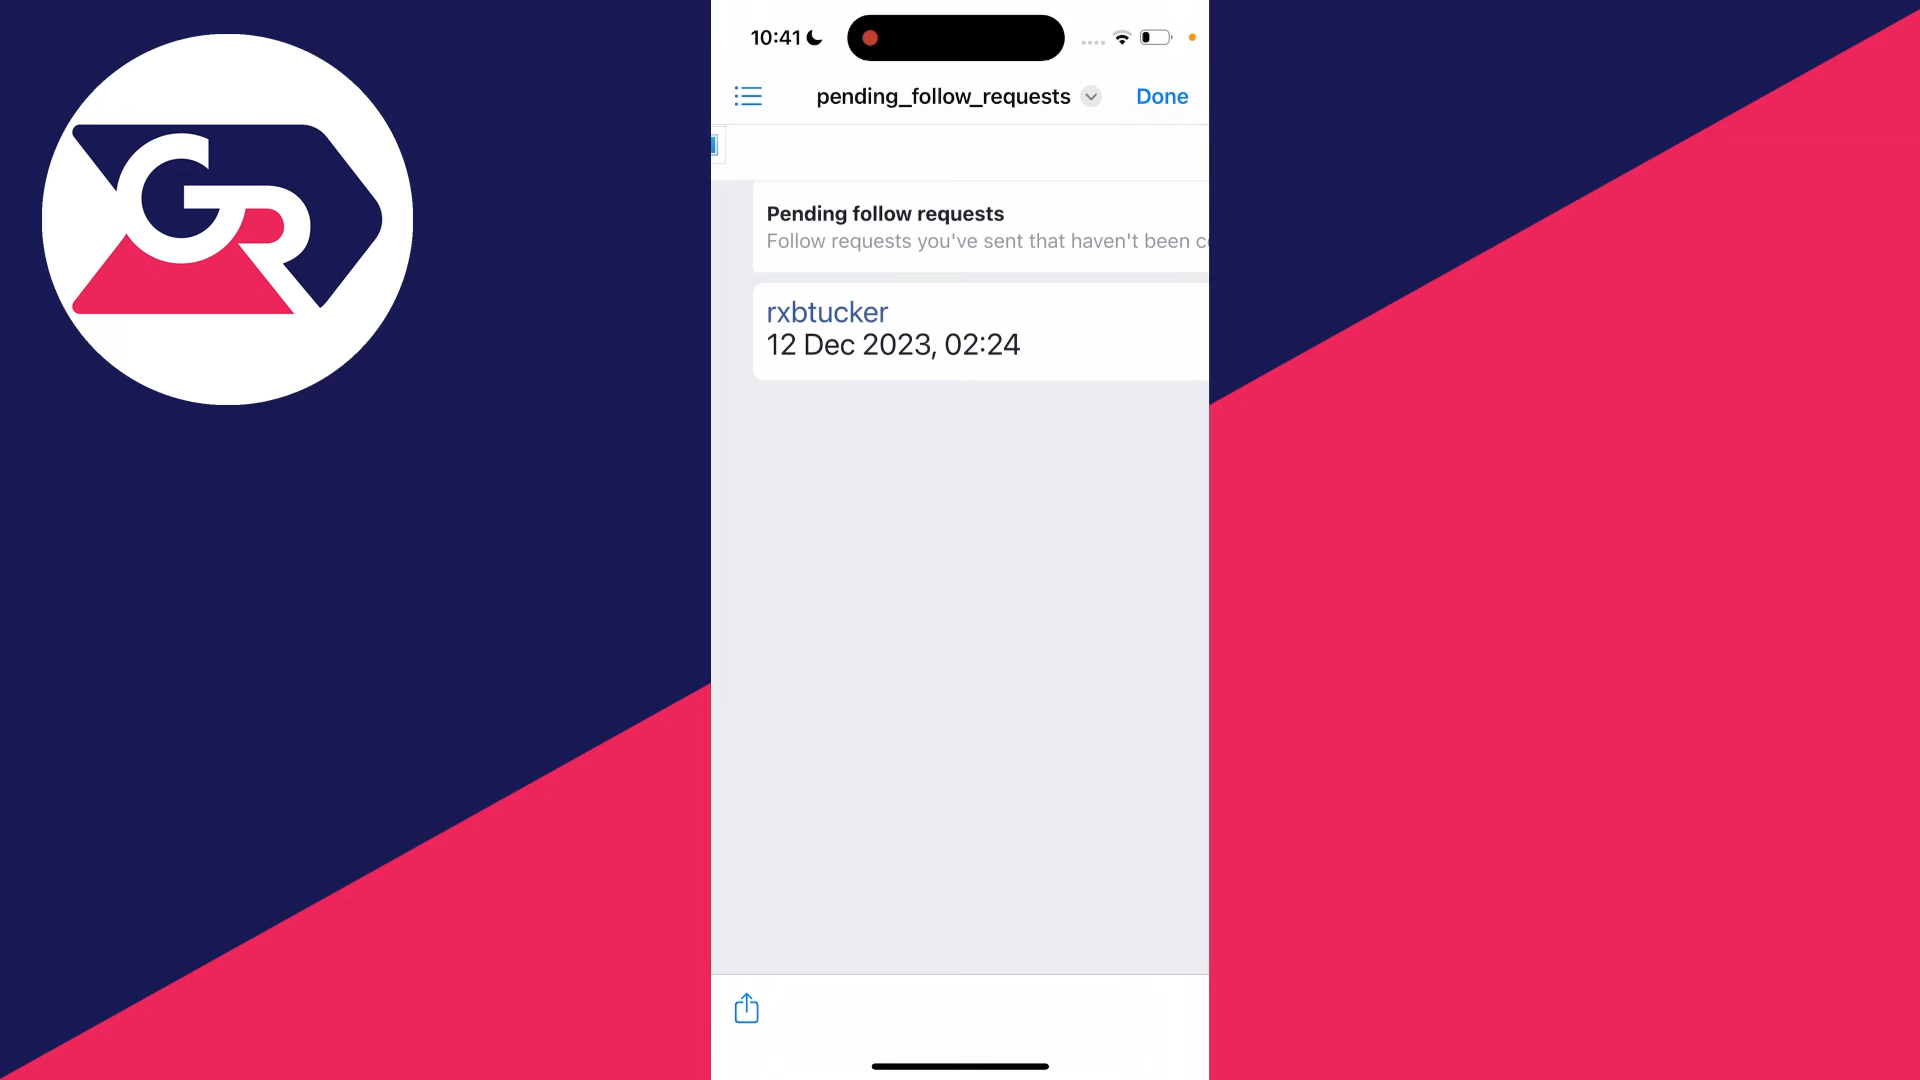 GR
10:41
pending_follow_requests
Done
Pending follow requests
Follow requests you've sent that haven't been
rxbtucker
12 Dec 2023, 02:24